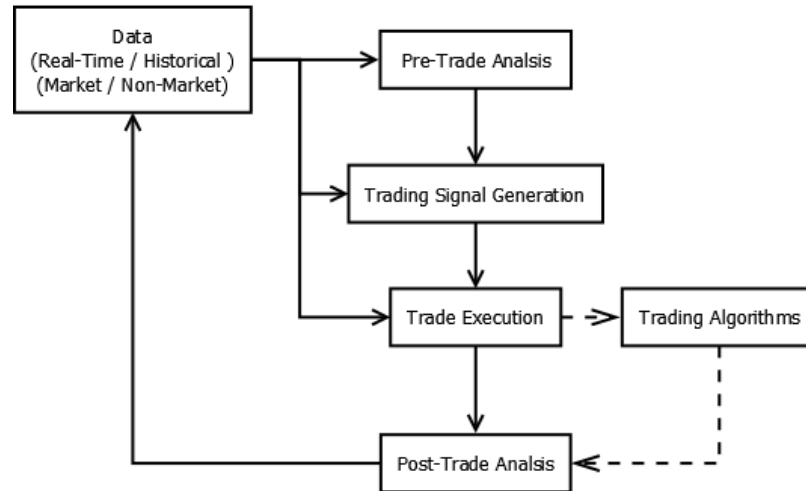 Data
(Real-Time / Historical )
(Market / Non-Market)
Pre-Trade Analsis
Trading Signal Generation
Trade Execution
Trading Algorithms
Post-Trade Analsis